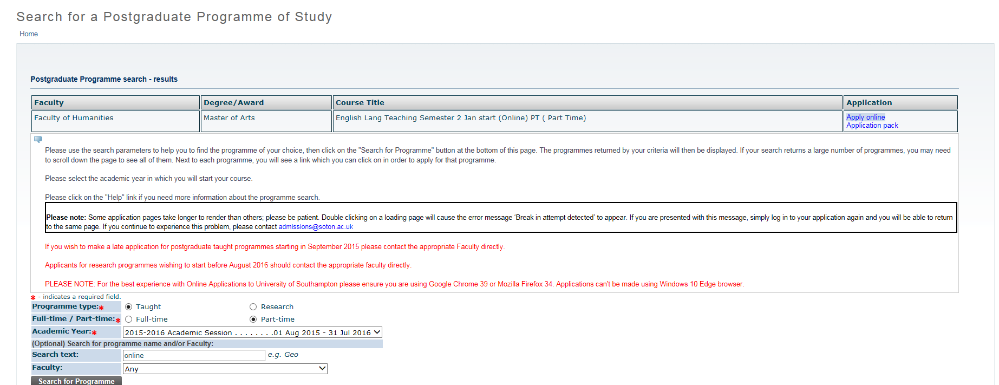 Search for a Postgraduate Programme of Study
Home
Postgraduate Programme search - results
Faculty Degree/Award Course Title Application
Faculty of Humanities Master of Arts English Lang Teaching Semester 2 Jan start (Online) PT ( Part Time) Apply online
Application pack
Please use the search parameters to help you to find the programme of your choice, then click on the "Search for Programme" button at the bottom of this page. The programmes returned by your criteria will then be displayed. If your search returns a large number of programmes, you may need
to scroll down the page to see all of them. Next to each programme, you will see a link which you can click on in order to apply for that programme.
Please select the academic year in which you will start your course.
Please click on the "Help" link if you need more information about the programme search.
Please note: Some application pages take longer to render than others; please be patient. Double clicking on a loading page will cause the error message ‘Break in attempt detected’ to appear. If you are presented with this message, simply log in to your application again and you will be able to return
to the same page. If you continue to experience this problem, please contact admissions@soton.ac.uk
If you wish to make a late application for postgraduate taught programmes starting in September 2015 please contact the appropriate Faculty directly.
Applicants for research programmes wishing to start before August 2016 should contact the appropriate faculty directly.
PLEASE NOTE: For the best experience with Online Applications to University of Southampton please ensure you are using Google Chrome 39 or Mozilla Firefox 34. Applications can't be made using Windows 10 Edge browser.
* - indicates a required field.
Programme type:* Taught Research
Full-time / Part-time:* Full-time Part-time
Academic Year:* 2015-2016 Academic Session . . . . . . . .01 Aug 2015 - 31 Jul 2016
(Optional) Search for programme name and/or Faculty:
Search text: online e.g. Geo
Faculty: Any
Search for Programme